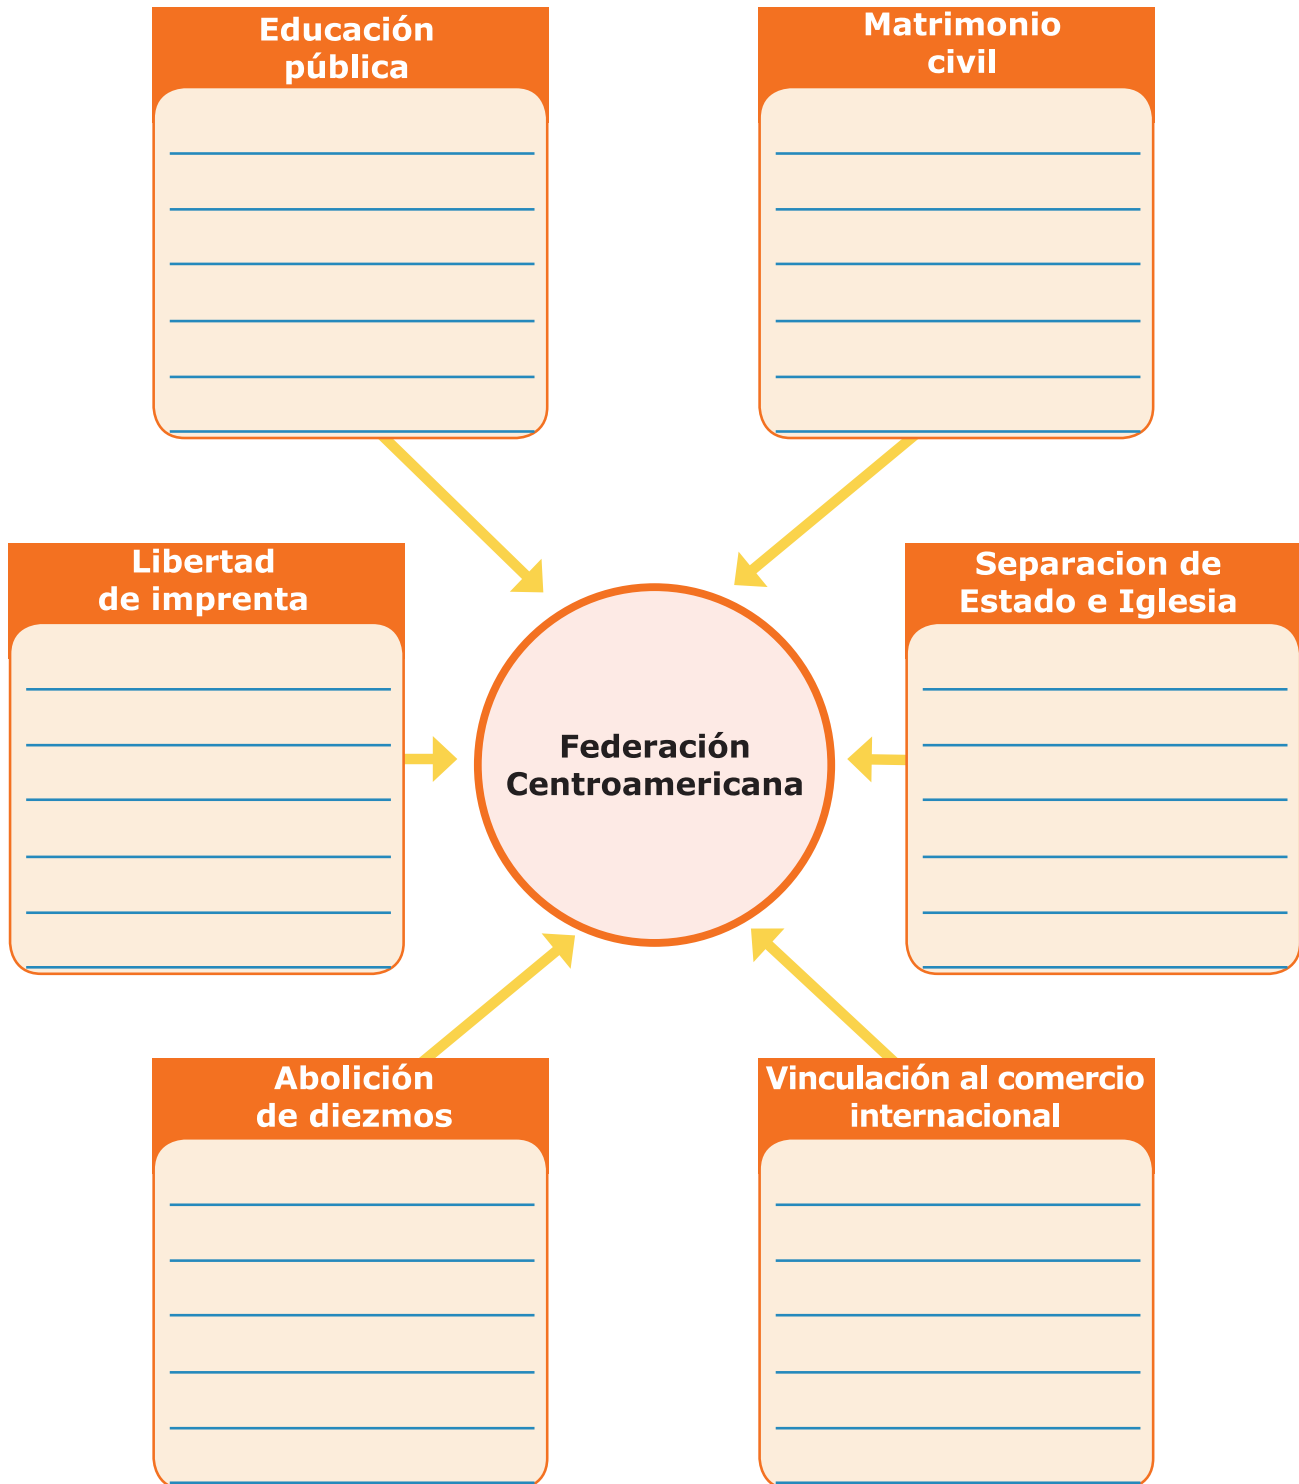 Educación
pública
Matrimonio
civil
Libertad
de imprenta
Separacion de
Estado e Iglesia
Federación
Centroamericana
Abolición
de diezmos
Vinculación al comercio
internacional